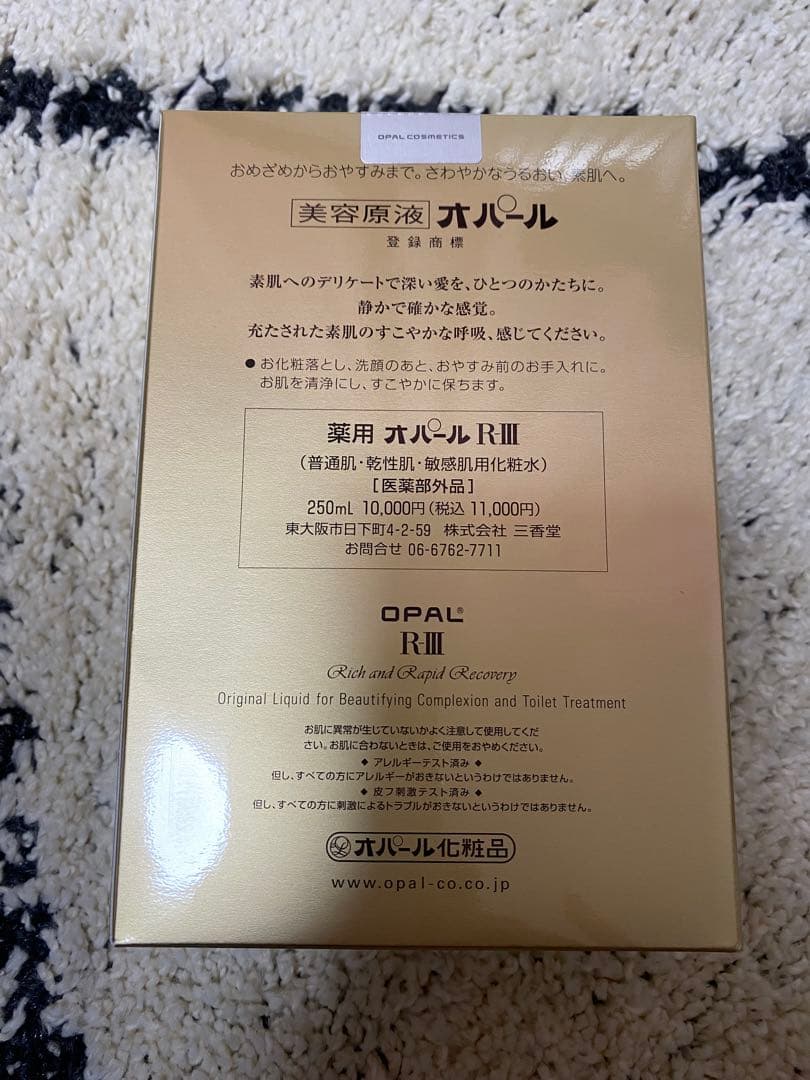 OPAL COSMETICS
おめざめからおやすみまで。さわやかなうるおい、素肌へ。
美容原液 オパール
登録商標
素肌へのデリケートで深い愛を、ひとつのかたちに。
静かで確かな感覚。
充たされた素肌のすこやかな呼吸、感じてください。
●お化粧落とし、洗顔のあと、おやすみ前のお手入れに。
お肌を清浄にし、すこやかに保ちます。
薬用 オパール R-III
(普通肌・乾性肌・敏感肌用化粧水)
[医薬部外品]
250mL 10,000円(税込 11,000円)
東大阪市日下町4-2-59 株式会社 三香堂
お問合せ 06-6762-7711
OPAL®
R-III
Rich and Rapid Recovery
Original Liquid for Beautifying Complexion and Toilet Treatment
お肌に異常が生じていないかよく注意して使用してくだ
さい。お肌に合わないときは、ご使用をおやめください。
◆ アレルギーテスト済み ◆
但し、すべての方にアレルギーがおきないというわけではありません。
◆ 皮フ刺激テスト済み ◆
但し、すべての方に刺激によるトラブルがおきないというわけではありません。
オパール化粧品
www.opal-co.co.jp